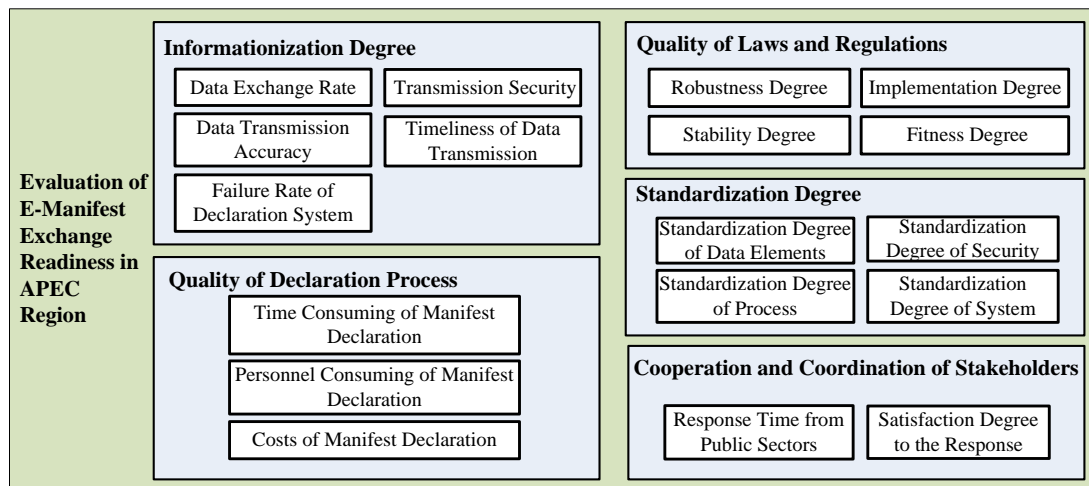 Evaluation of
E-Manifest
Exchange
Readiness in
APEC
Region
Informationization Degree
Data Exchange Rate
Transmission Security
Data Transmission
Accuracy
Timeliness of Data
Transmission
Failure Rate of
Declaration System
Quality of Declaration Process
Time Consuming of Manifest
Declaration
Personnel Consuming of Manifest
Declaration
Costs of Manifest Declaration
Quality of Laws and Regulations
Robustness Degree
Implementation Degree
Stability Degree
Fitness Degree
Standardization Degree
Standardization Degree
of Data Elements
Standardization
Degree of Security
Standardization Degree
of Process
Standardization
Degree of System
Cooperation and Coordination of Stakeholders
Response Time from
Public Sectors
Satisfaction Degree
to the Response